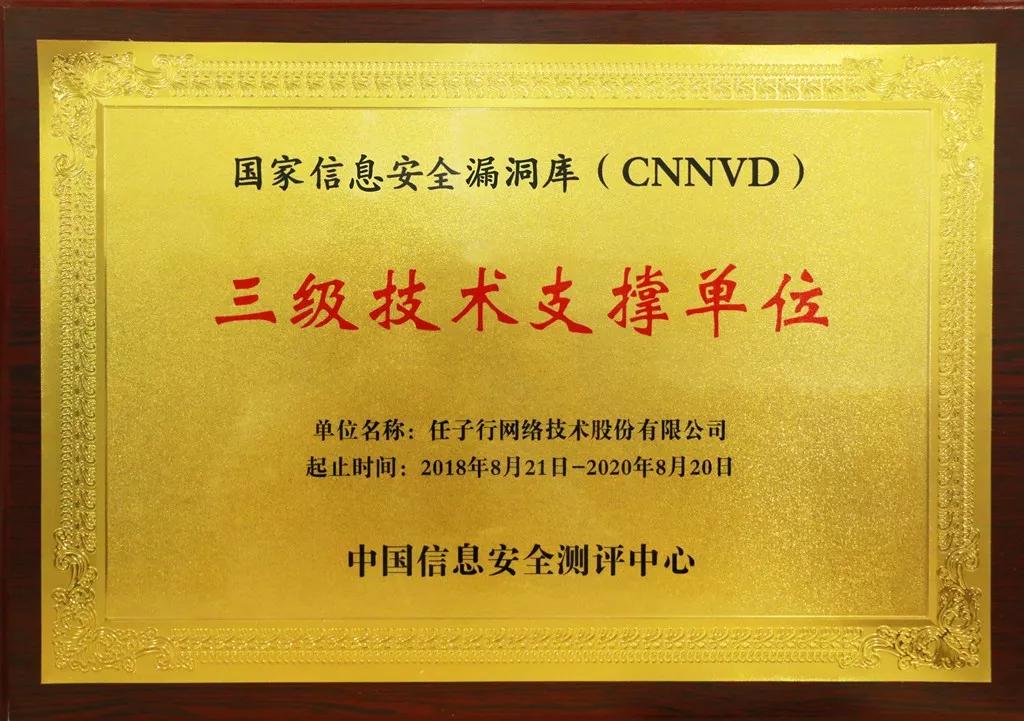 国家信息安全漏洞库（CNNVD）
三级技术支撑单位
单位名称：任子行网络技术股份有限公司
起止时间：2018年8月21日-2020年8月20日
中国信息安全测评中心